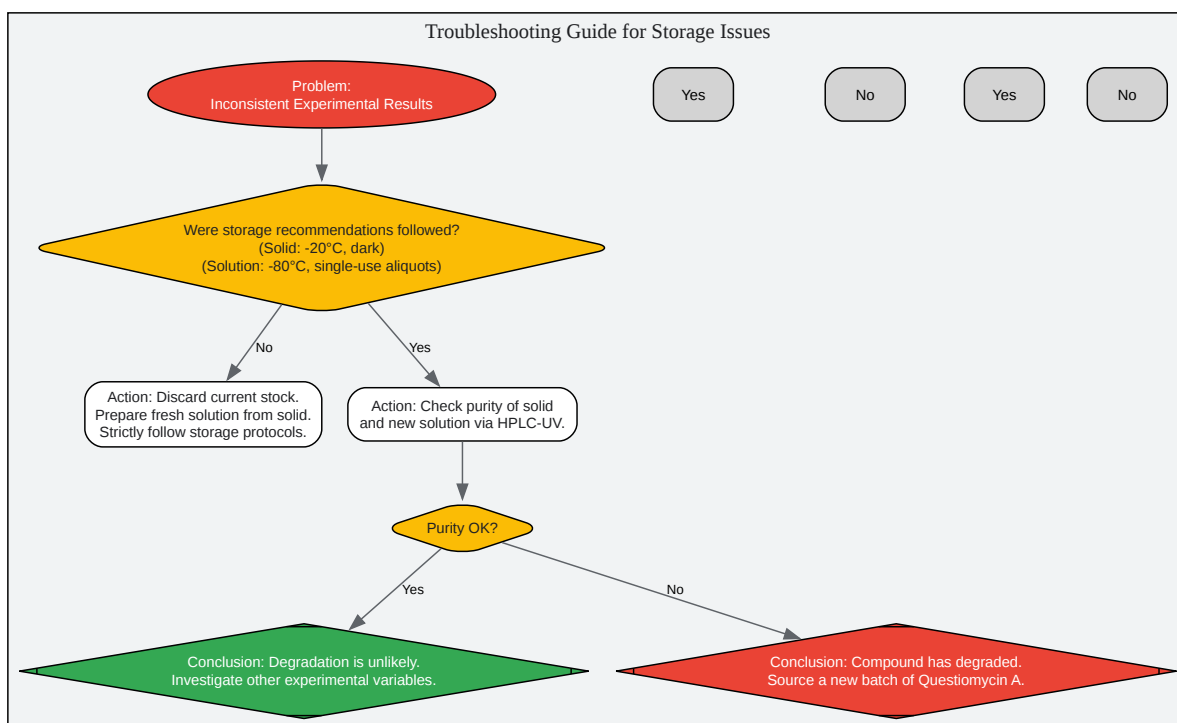 Troubleshooting Guide for Storage Issues
Problem:
Inconsistent Experimental Results
Yes
No
Yes
No
Were storage recommendations followed?
(Solid: -20°C, dark)
(Solution: -80°C, single-use aliquots)
No
Yes
Action: Discard current stock.
Prepare fresh solution from solid.
Strictly follow storage protocols.
Action: Check purity of solid
and new solution via HPLC-UV.
Purity OK?
Yes
No
Conclusion: Degradation is unlikely.
Investigate other experimental variables.
Conclusion: Compound has degraded.
Source a new batch of Questiomycin A.